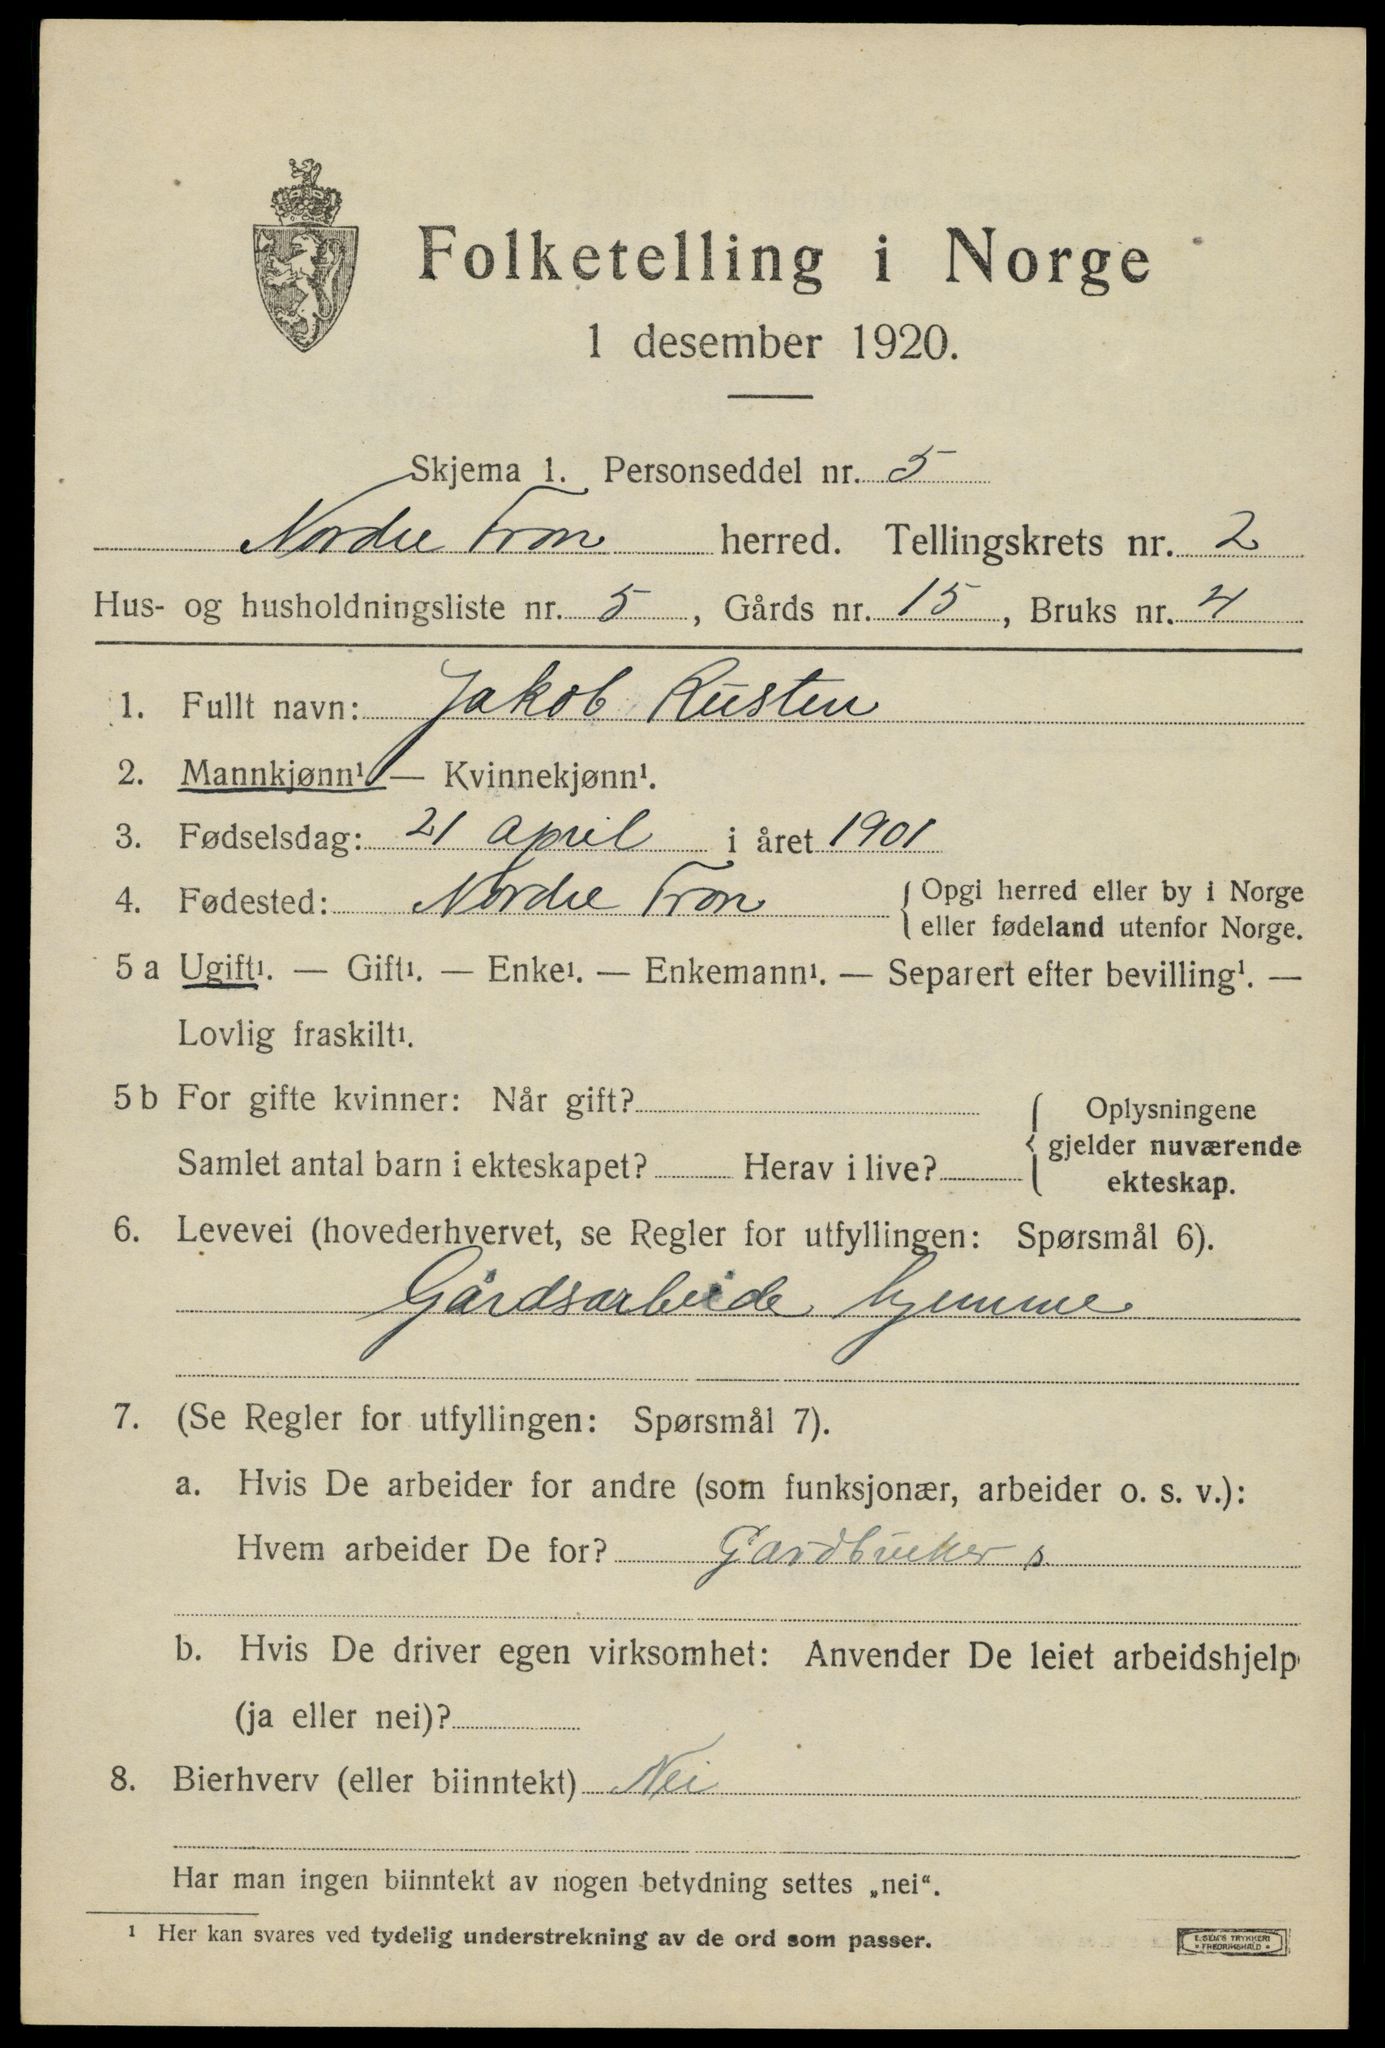 Folketelling i Norge
1 desember 1920.
Skjema 1. Personseddel nr. 5
Nordre Fron herred. Tellingskrets nr. 2
Hus- og husholdningsliste nr. 5, Gårds nr. 15, Bruks nr. 4
1. Fullt navn: Jakob Rusten
2. Mannkjønn¹ — Kvinnekjønn¹.
3. Fødselsdag: 21 april i året 1901
4. Fødested: Nordre Fron { Opgi herred eller by i Norge
eller fødeland utenfor Norge.
5 a Ugift¹. — Gift¹. — Enke¹. — Enkemann¹. — Separert efter bevilling¹. —
Lovlig fraskilt¹.
5 b For gifte kvinner: Når gift?
Samlet antal barn i ekteskapet? Herav i live?
{ Oplysningene
gjelder nuværende
ekteskap.
6. Levevei (hovederhvervet, se Regler for utfyllingen: Spørsmål 6).
Gårdsarbeide hjemme
7. (Se Regler for utfyllingen: Spørsmål 7).
a. Hvis De arbeider for andre (som funksjonær, arbeider o. s. v.):
Hvem arbeider De for?
b. Hvis De driver egen virksomhet: Anvender De leiet arbeidshjelp
(ja eller nei)?
8. Bierhverv (eller biinntekt) Nei
Har man ingen biinntekt av nogen betydning settes „nei“.
¹ Her kan svares ved tydelig understrekning av de ord som passer.
E. SEM'S TRYKKERI
• FREDRIKSHALD •